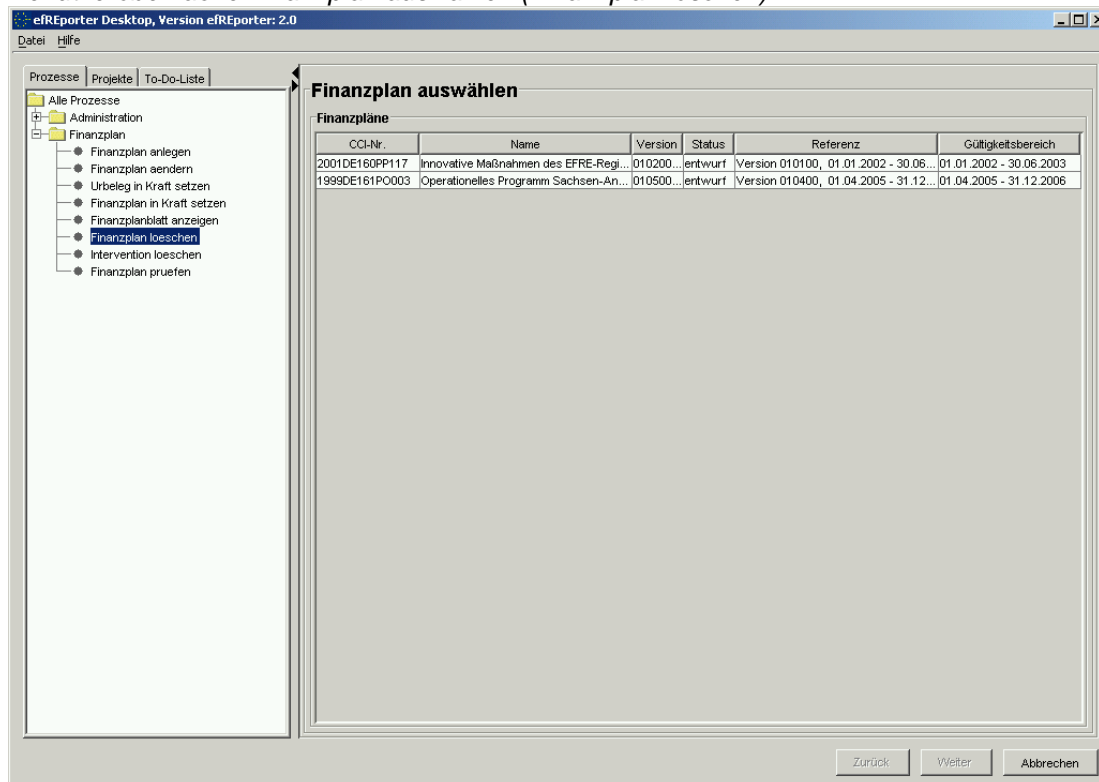 efREporter Desktop, Version efREporter: 2.0
Datei Hilfe
Prozesse Projekte To-Do-Liste
Alle Prozesse
Administration
Finanzplan
Finanzplan anlegen
Finanzplan aendern
Urbeleg in Kraft setzen
Finanzplan in Kraft setzen
Finanzplanblatt anzeigen
Finanzplan loeschen
Intervention loeschen
Finanzplan pruefen
Finanzplan auswählen
Finanzpläne
CCI-Nr. Name Version Status Referenz Gültigkeitsbereich
2001DE160PP117 Innovative Maßnahmen des EFRE-Regi... 010200... entwurf Version 010100, 01.01.2002 - 30.06... 01.01.2002 - 30.06.2003
1999DE161PO003 Operationelles Programm Sachsen-An... 010500... entwurf Version 010400, 01.04.2005 - 31.12... 01.04.2005 - 31.12.2006
Zurück Weiter Abbrechen